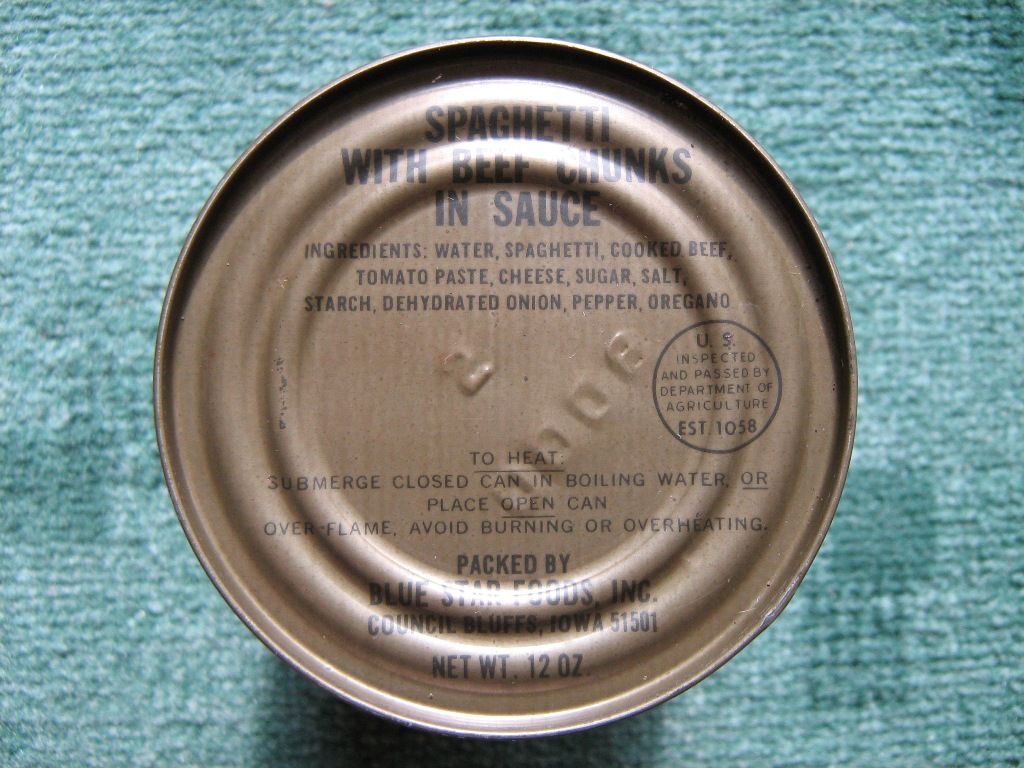 SPAGHETTI
WITH BEEF CHUNKS
IN SAUCE
INGREDIENTS: WATER, SPAGHETTI, COOKED BEEF,
TOMATO PASTE, CHEESE, SUGAR, SALT,
STARCH, DEHYDRATED ONION, PEPPER, OREGANO
U. S.
INSPECTED
AND PASSED BY
DEPARTMENT OF
AGRICULTURE
EST. 1058
2
TO HEAT:
SUBMERGE CLOSED CAN IN BOILING WATER, OR
PLACE OPEN CAN
OVER FLAME, AVOID BURNING OR OVERHEATING.
PACKED BY
BLUE STAR FOODS, INC.
COUNCIL BLUFFS, IOWA 51501
NET WT. 12 OZ.